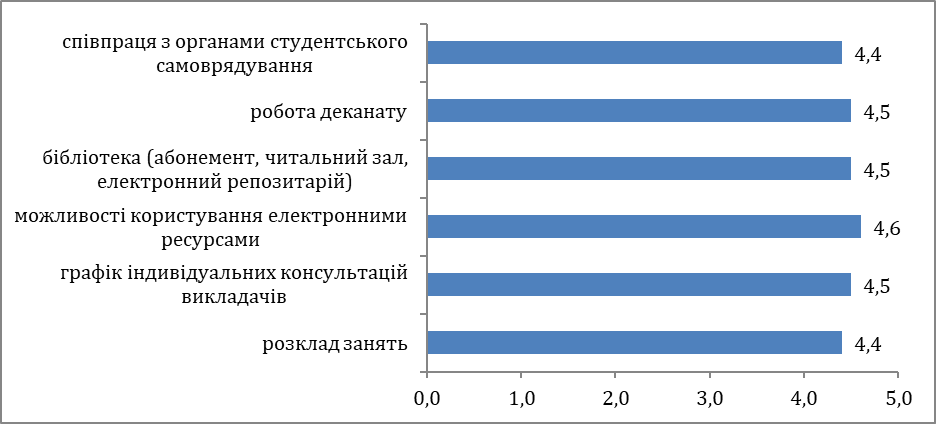 співпраця з органами студентського
самоврядування
4,4
робота деканату
4,5
бібліотека (абонемент, читальний зал,
електронний репозитарій)
4,5
можливості користування електронними
ресурсами
4,6
графік індивідуальних консультацій
викладачів
4,5
розклад занять
4,4
0,0 1,0 2,0 3,0 4,0 5,0